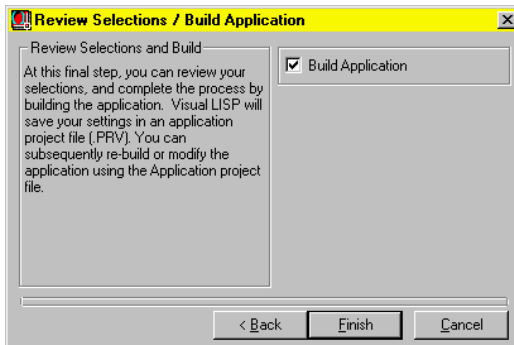 Review Selections / Build Application
Review Selections and Build
At this final step, you can review your
selections, and complete the process by
building the application. Visual LISP will
save your settings in an application
project file (.PRV). You can
subsequently re-build or modify the
application using the Application project
file.
Build Application
< Back
Finish
Cancel